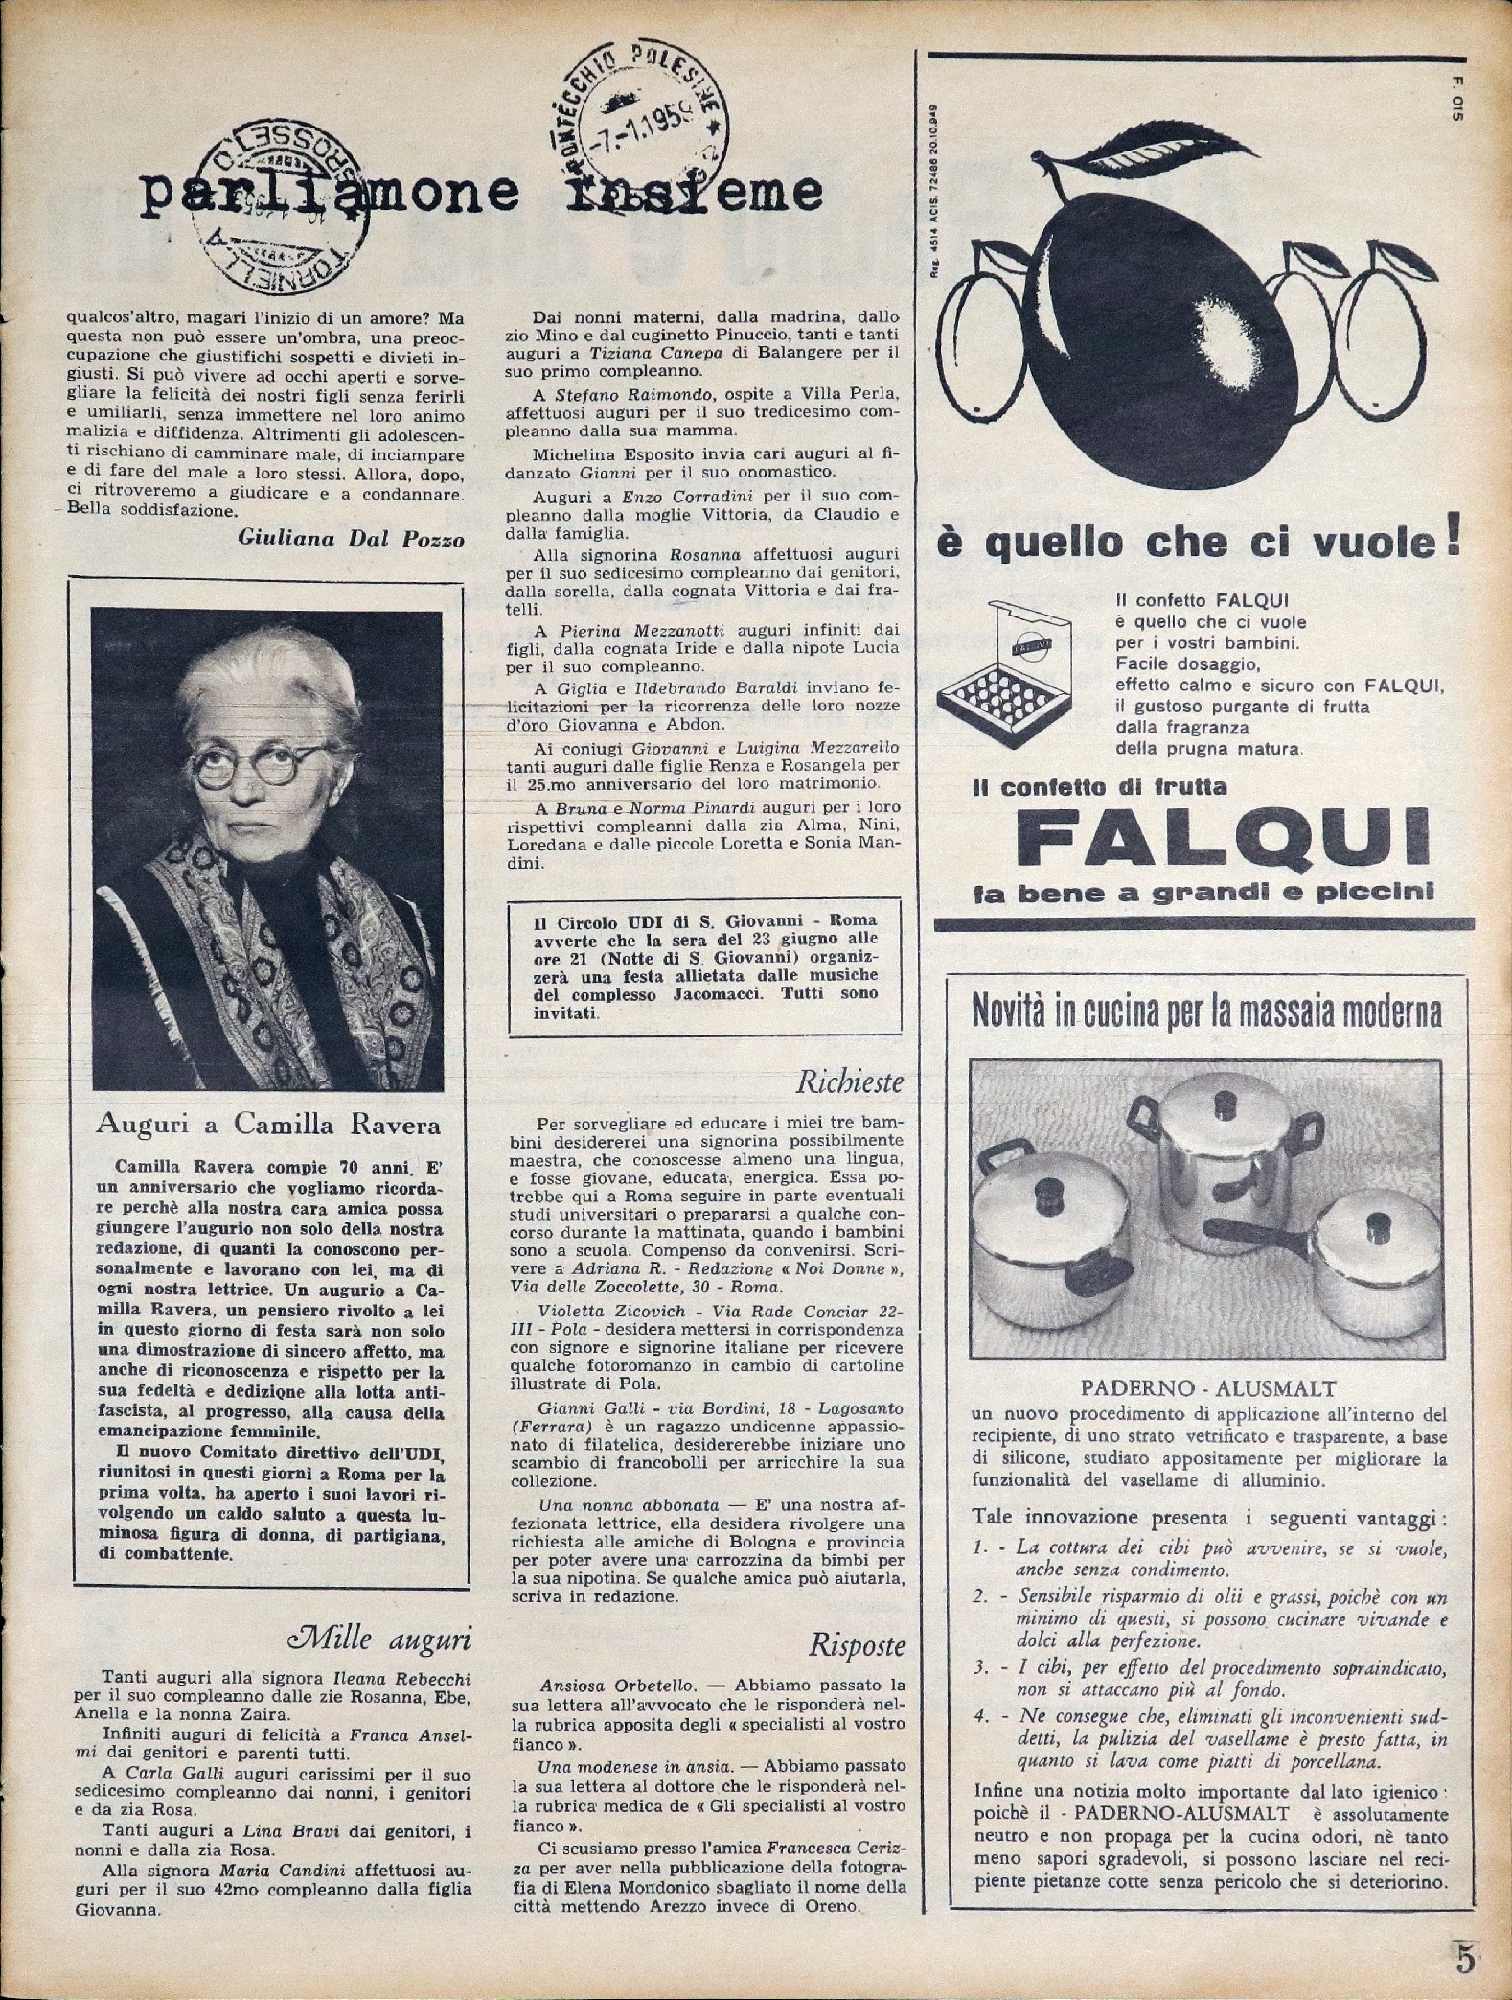 parliamone insieme
PONTECCHIO POLESINE
-7.-1.195
GROSSETO
TORNIELLA
qualcos'altro, magari l'inizio di un amore? Ma
questa non può essere un'ombra, una preoc-
cupazione che giustifichi sospetti e divieti in-
giusti. Si può vivere ad occhi aperti e sorve-
gliare la felicità dei nostri figli senza ferirli
e umiliarli, senza immettere nel loro animo
malizia e diffidenza. Altrimenti gli adolescen-
ti rischiano di camminare male, di inciampare
e di fare del male a loro stessi. Allora, dopo,
ci ritroveremo a giudicare e a condannare.
Bella soddisfazione.
Giuliana Dal Pozzo
Auguri a Camilla Ravera
Camilla Ravera compie 70 anni. E'
un anniversario che vogliamo ricorda-
re perchè alla nostra cara amica possa
giungere l'augurio non solo della nostra
redazione, di quanti la conoscono per-
sonalmente e lavorano con lei, ma di
ogni nostra lettrice. Un augurio a Ca-
milla Ravera, un pensiero rivolto a lei
in questo giorno di festa sarà non solo
una dimostrazione di sincero affetto, ma
anche di riconoscenza e rispetto per la
sua fedeltà e dedizione alla lotta anti-
fascista, al progresso, alla causa della
emancipazione femminile.
Il nuovo Comitato direttivo dell'UDI,
riunitosi in questi giorni a Roma per la
prima volta, ha aperto i suoi lavori ri-
volgendo un caldo saluto a questa lu-
minosa figura di donna, di partigiana,
di combattente.
Mille auguri
Tanti auguri alla signora Ileana Rebecchi
per il suo compleanno dalle zie Rosanna, Ebe,
Anella e la nonna Zaira.
Infiniti auguri di felicità a Franca Ansel-
mi dai genitori e parenti tutti.
A Carla Galli auguri carissimi per il suo
sedicesimo compleanno dai nonni, i genitori
e da zia Rosa.
Tanti auguri a Lina Bravi dai genitori, i
nonni e dalla zia Rosa.
Alla signora Maria Candini affettuosi au-
guri per il suo 42mo compleanno dalla figlia
Giovanna.
Dai nonni materni, dalla madrina, dallo
zio Mino e dal cuginetto Pinuccio, tanti e tanti
auguri a Tiziana Canepa di Balangere per il
suo primo compleanno.
A Stefano Raimondo, ospite a Villa Perla,
affettuosi auguri per il suo tredicesimo com-
pleanno dalla sua mamma.
Michelina Esposito invia cari auguri al fi-
danzato Gianni per il suo onomastico.
Auguri a Enzo Corradini per il suo com-
pleanno dalla moglie Vittoria, da Claudio e
dalla famiglia.
Alla signorina Rosanna affettuosi auguri
per il suo sedicesimo compleanno dai genitori,
dalla sorella, dalla cognata Vittoria e dai fra-
telli.
A Pierina Mezzanotti auguri infiniti dai
figli, dalla cognata Iride e dalla nipote Lucia
per il suo compleanno.
A Giglia e Ildebrando Baraldi inviano fe-
licitazioni per la ricorrenza delle loro nozze
d'oro Giovanna e Abdon.
Ai coniugi Giovanni e Luigina Mezzarello
tanti auguri dalle figlie Renza e Rosangela per
il 25.mo anniversario del loro matrimonio.
A Bruna e Norma Pinardi auguri per i loro
rispettivi compleanni dalla zia Alma, Nini,
Loredana e dalle piccole Loretta e Sonia Man-
dini.
Il Circolo UDI di S. Giovanni - Roma
avverte che la sera del 23 giugno alle
ore 21 (Notte di S. Giovanni) organiz-
zerà una festa allietata dalle musiche
del complesso Jacomacci. Tutti sono
invitati.
Richieste
Per sorvegliare ed educare i miei tre bam-
bini desidererei una signorina possibilmente
maestra, che conoscesse almeno una lingua,
e fosse giovane, educata, energica. Essa po-
trebbe qui a Roma seguire in parte eventuali
studi universitari o prepararsi a qualche con-
corso durante la mattinata, quando i bambini
sono a scuola. Compenso da convenirsi. Scri-
vere a Adriana R. - Redazione « Noi Donne »,
Via delle Zoccolette, 30 - Roma.
Violetta Zicovich - Via Rade Conciar 22-
III - Pola - desidera mettersi in corrispondenza
con signore e signorine italiane per ricevere
qualche fotoromanzo in cambio di cartoline
illustrate di Pola.
Gianni Galli - via Bordini, 18 - Lagosanto
(Ferrara) è un ragazzo undicenne appassio-
nato di filatelica, desidererebbe iniziare uno
scambio di francobolli per arricchire la sua
collezione.
Una nonna abbonata — E' una nostra af-
fezionata lettrice, ella desidera rivolgere una
richiesta alle amiche di Bologna e provincia
per poter avere una carrozzina da bimbi per
la sua nipotina. Se qualche amica può aiutarla,
scriva in redazione.
Risposte
Ansiosa Orbetello. — Abbiamo passato la
sua lettera all'avvocato che le risponderà nel-
la rubrica apposita degli « specialisti al vostro
fianco ».
Una modenese in ansia. — Abbiamo passato
la sua lettera al dottore che le risponderà nel-
la rubrica medica de « Gli specialisti al vostro
fianco ».
Ci scusiamo presso l'amica Francesca Ceriz-
za per aver nella pubblicazione della fotogra-
fia di Elena Mondonico sbagliato il nome della
città mettendo Arezzo invece di Oreno.
F. 015
Reg. 4514 ACIS. 72486 20.10.949
è quello che ci vuole!
Il confetto FALQUI
è quello che ci vuole
per i vostri bambini.
Facile dosaggio,
effetto calmo e sicuro con FALQUI,
il gustoso purgante di frutta
dalla fragranza
della prugna matura.
Il confetto di frutta
FALQUI
fa bene a grandi e piccini
Novità in cucina per la massaia moderna
PADERNO - ALUSMALT
un nuovo procedimento di applicazione all'interno del
recipiente, di uno strato vetrificato e trasparente, a base
di silicone, studiato appositamente per migliorare la
funzionalità del vasellame di alluminio.
Tale innovazione presenta i seguenti vantaggi:
1. - La cottura dei cibi può avvenire, se si vuole,
anche senza condimento.
2. - Sensibile risparmio di olii e grassi, poichè con un
minimo di questi, si possono cucinare vivande e
dolci alla perfezione.
3. - I cibi, per effetto del procedimento sopraindicato,
non si attaccano più al fondo.
4. - Ne consegue che, eliminati gli inconvenienti sud-
detti, la pulizia del vasellame è presto fatta, in
quanto si lava come piatti di porcellana.
Infine una notizia molto importante dal lato igienico:
poichè il - PADERNO-ALUSMALT è assolutamente
neutro e non propaga per la cucina odori, nè tanto
meno sapori sgradevoli, si possono lasciare nel reci-
piente pietanze cotte senza pericolo che si deteriorino.
5